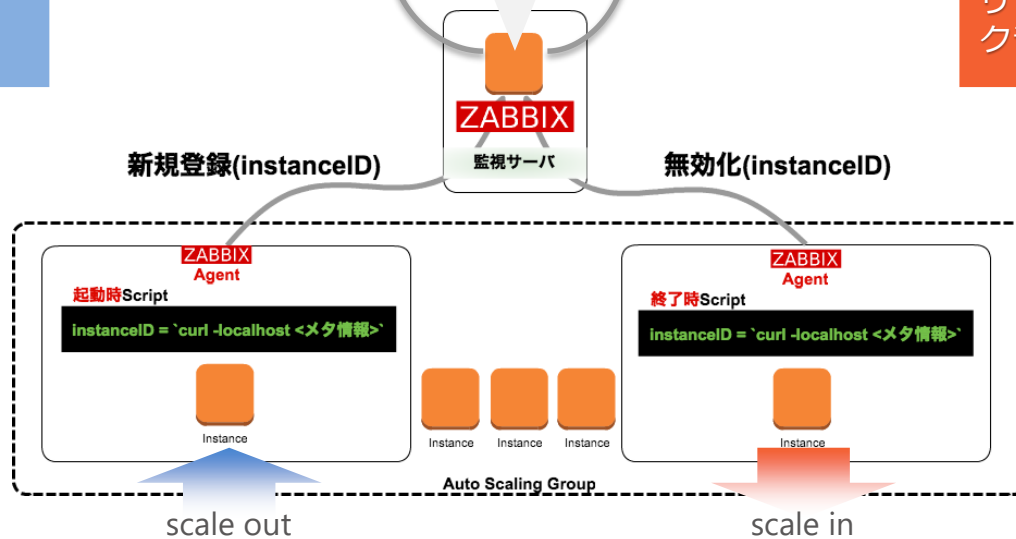 リ
ク
ZABBIX
監視サーバ
新規登録(instanceID)
無効化(instanceID)
ZABBIX
Agent
起動時Script
instanceID = `curl -localhost <メタ情報>`
Instance
Instance
Instance
Instance
ZABBIX
Agent
終了時Script
instanceID = `curl -localhost <メタ情報>`
Instance
Auto Scaling Group
scale out
scale in